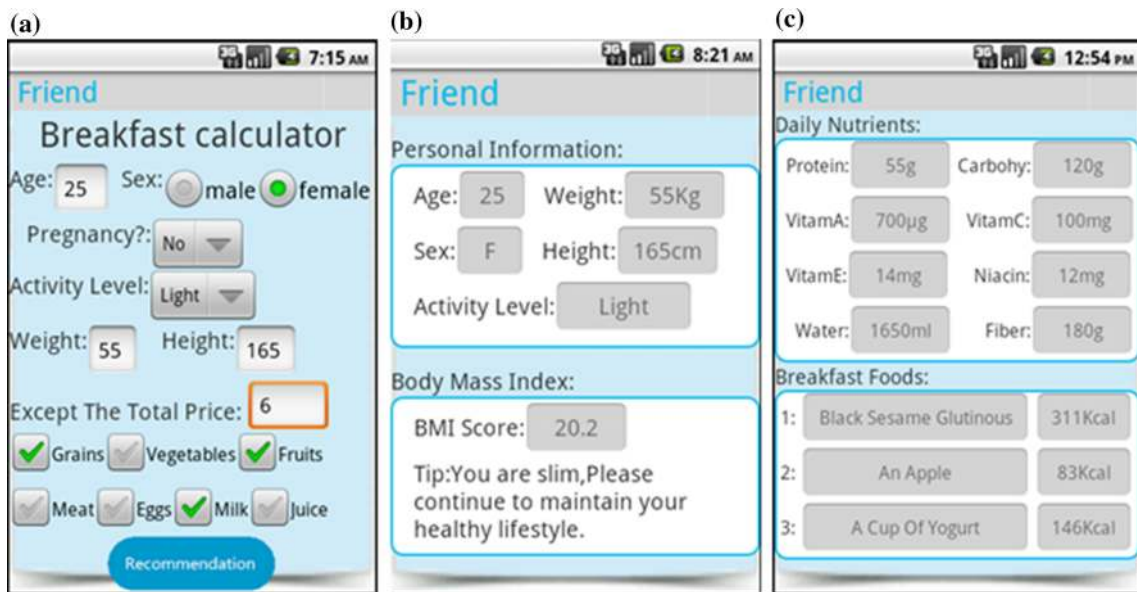 (a)
7:15 AM
Friend
Breakfast calculator
Age: 25 Sex: male female
Pregnancy?: No
Activity Level: Light
Weight: 55 Height: 165
Except The Total Price: 6
Grains Vegetables Fruits
Meat Eggs Milk Juice
Recommendation
(b)
8:21 AM
Friend
Personal Information:
Age: 25 Weight: 55Kg
Sex: F Height: 165cm
Activity Level: Light
Body Mass Index:
BMI Score: 20.2
Tip:You are slim,Please
continue to maintain your
healthy lifestyle.
(c)
12:54 PM
Friend
Daily Nutrients:
Protein: 55g Carbohy: 120g
VitamA: 700µg VitamC: 100mg
VitamE: 14mg Niacin: 12mg
Water: 1650ml Fiber: 180g
Breakfast Foods:
1: Black Sesame Glutinous 311Kcal
2: An Apple 83Kcal
3: A Cup Of Yogurt 146Kcal